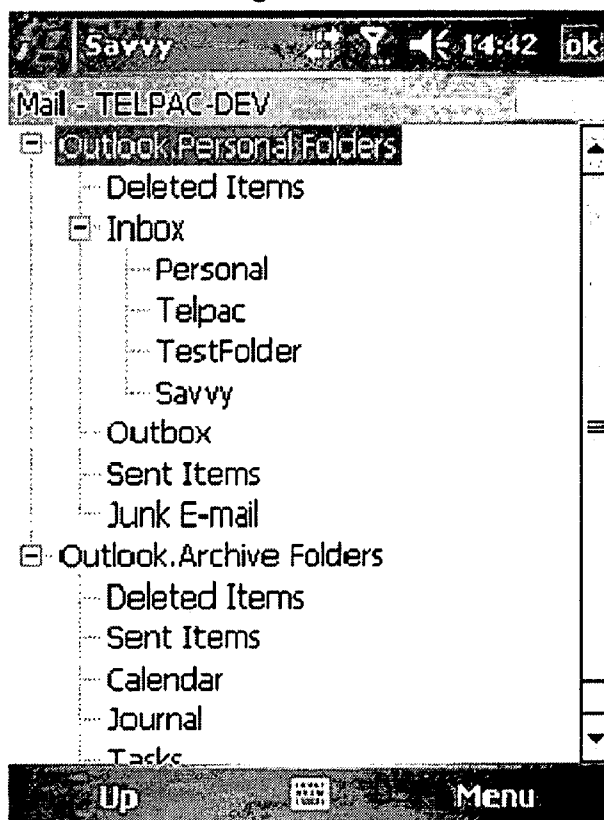 Savvy 14:42 ok
Mail - TELPAC-DEV
Outlook.Personal Folders
Deleted Items
Inbox
Personal
Telpac
TestFolder
Savvy
Outbox
Sent Items
Junk E-mail
Outlook.Archive Folders
Deleted Items
Sent Items
Calendar
Journal
Tasks
Up Menu